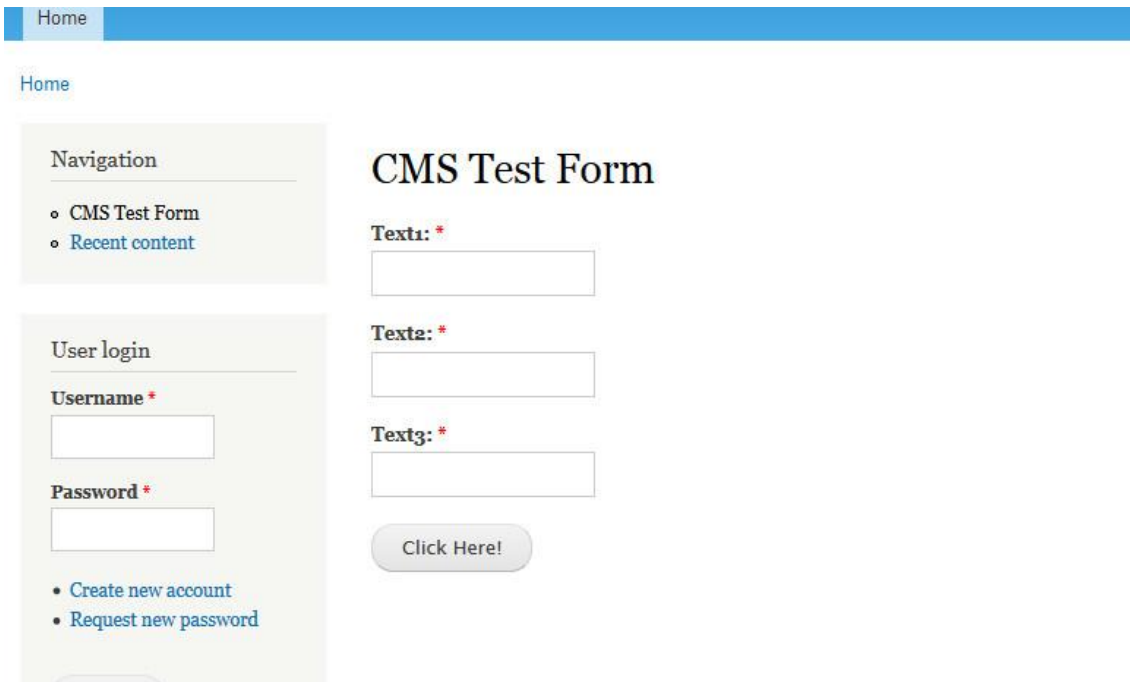 Home
Home
Navigation
CMS Test Form
Recent content
User login
Username *
Password *
Create new account
Request new password
CMS Test Form
Text1: *
Text2: *
Text3: *
Click Here!